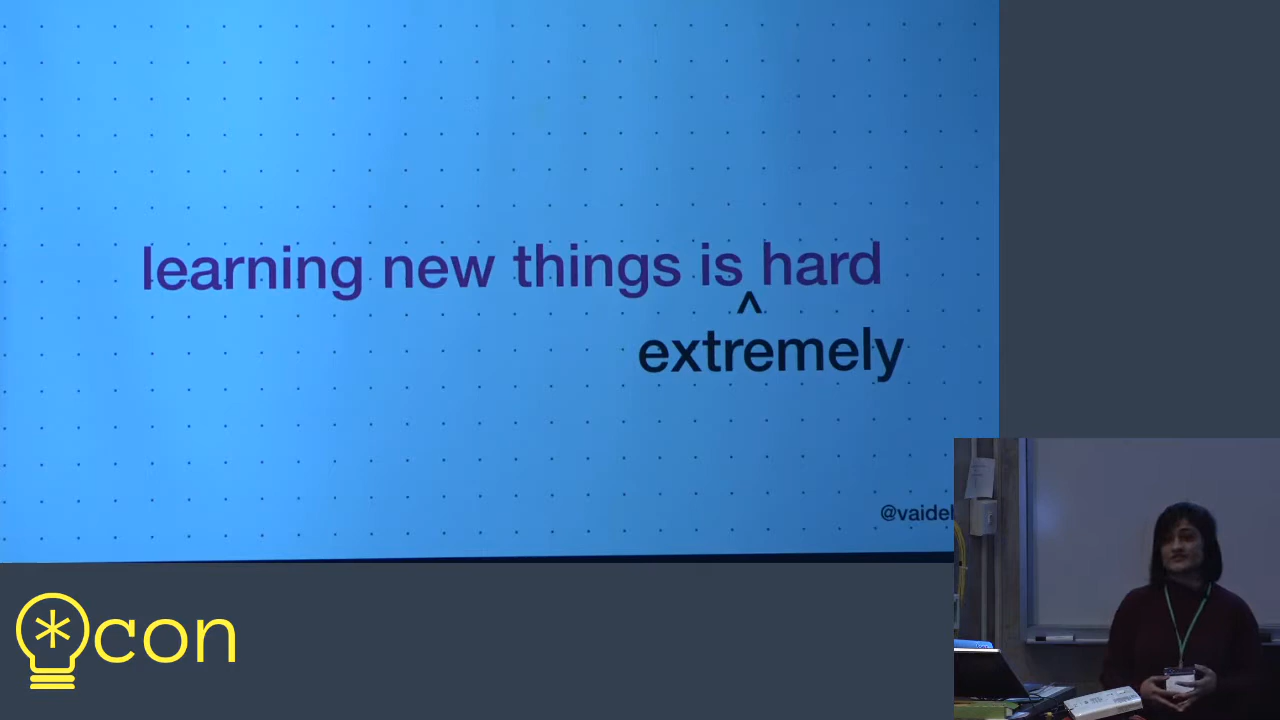 learning new things is hard
^
extremely
@vaidel
*con